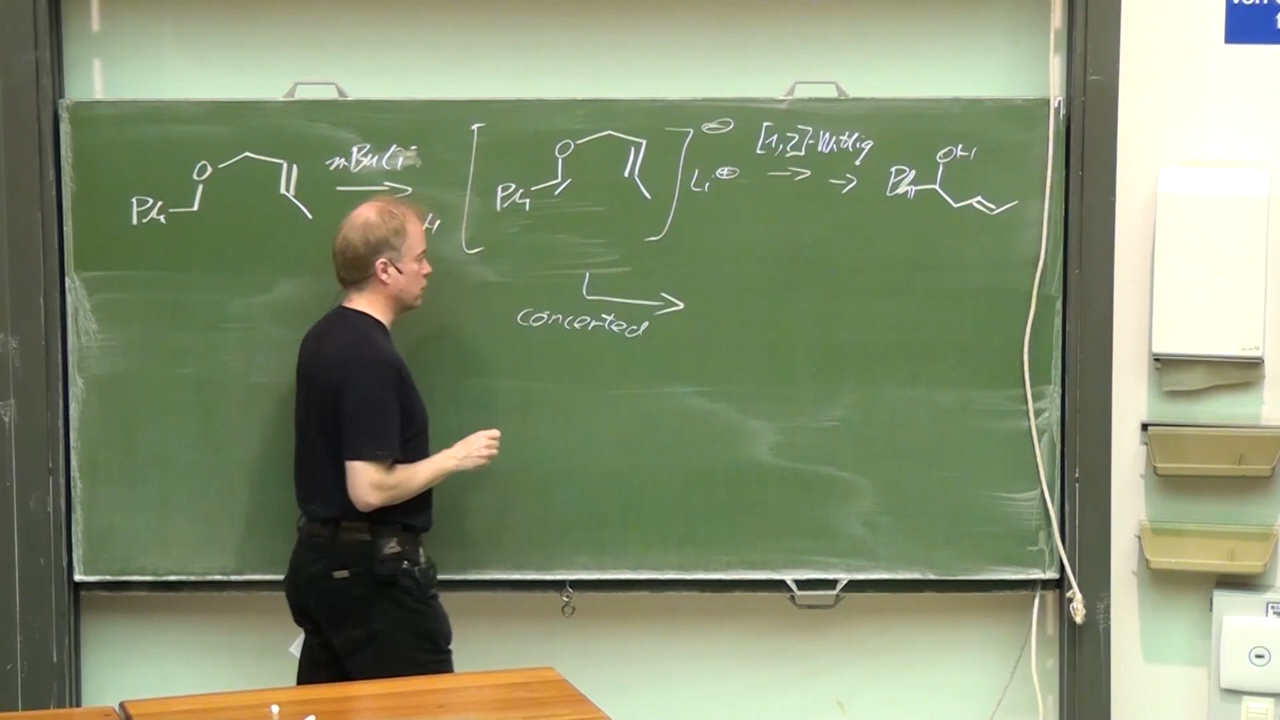 Ph
O
nBuLi
H
Ph
O
⊖
Li⊕
[1,2]-Wittig
Ph
OH
concerted